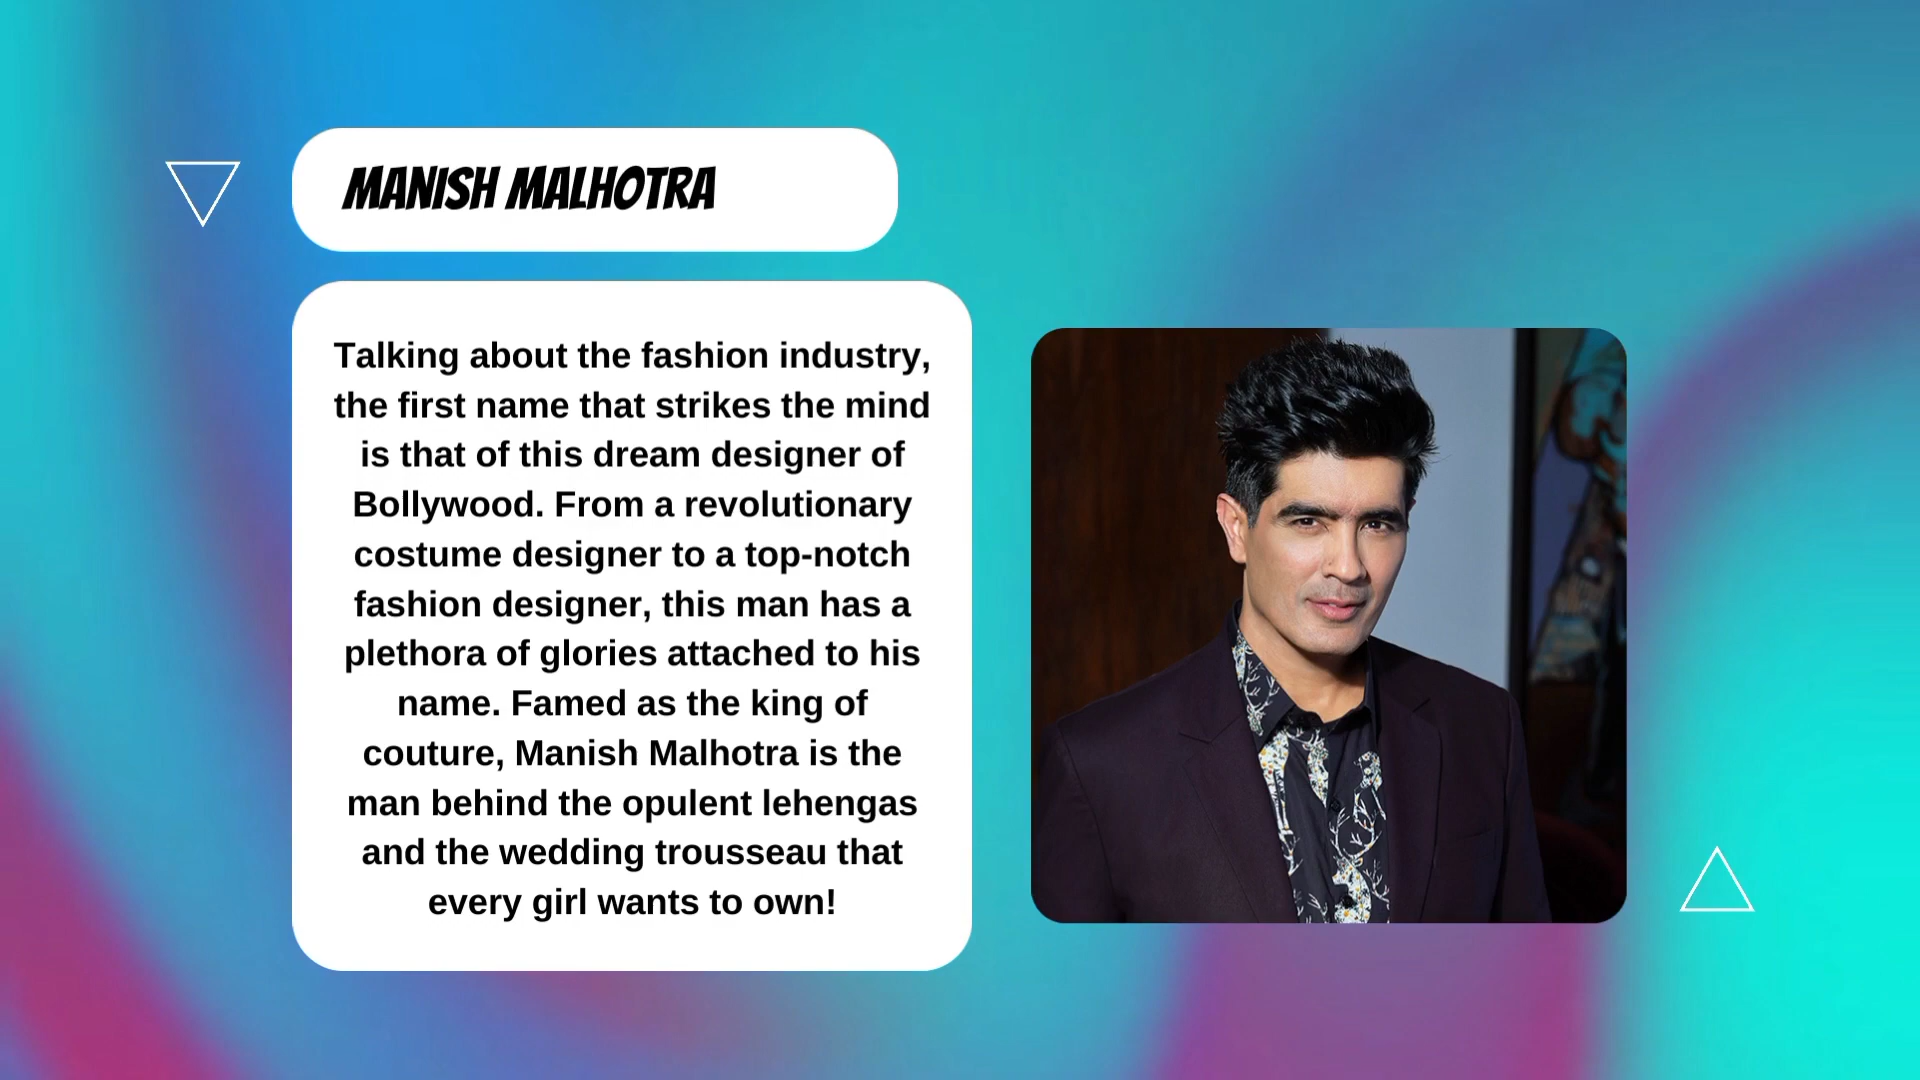 MANISH MALHOTRA
Talking about the fashion industry,
the first name that strikes the mind
is that of this dream designer of
Bollywood. From a revolutionary
costume designer to a top-notch
fashion designer, this man has a
plethora of glories attached to his
name. Famed as the king of
couture, Manish Malhotra is the
man behind the opulent lehengas
and the wedding trousseau that
every girl wants to own!